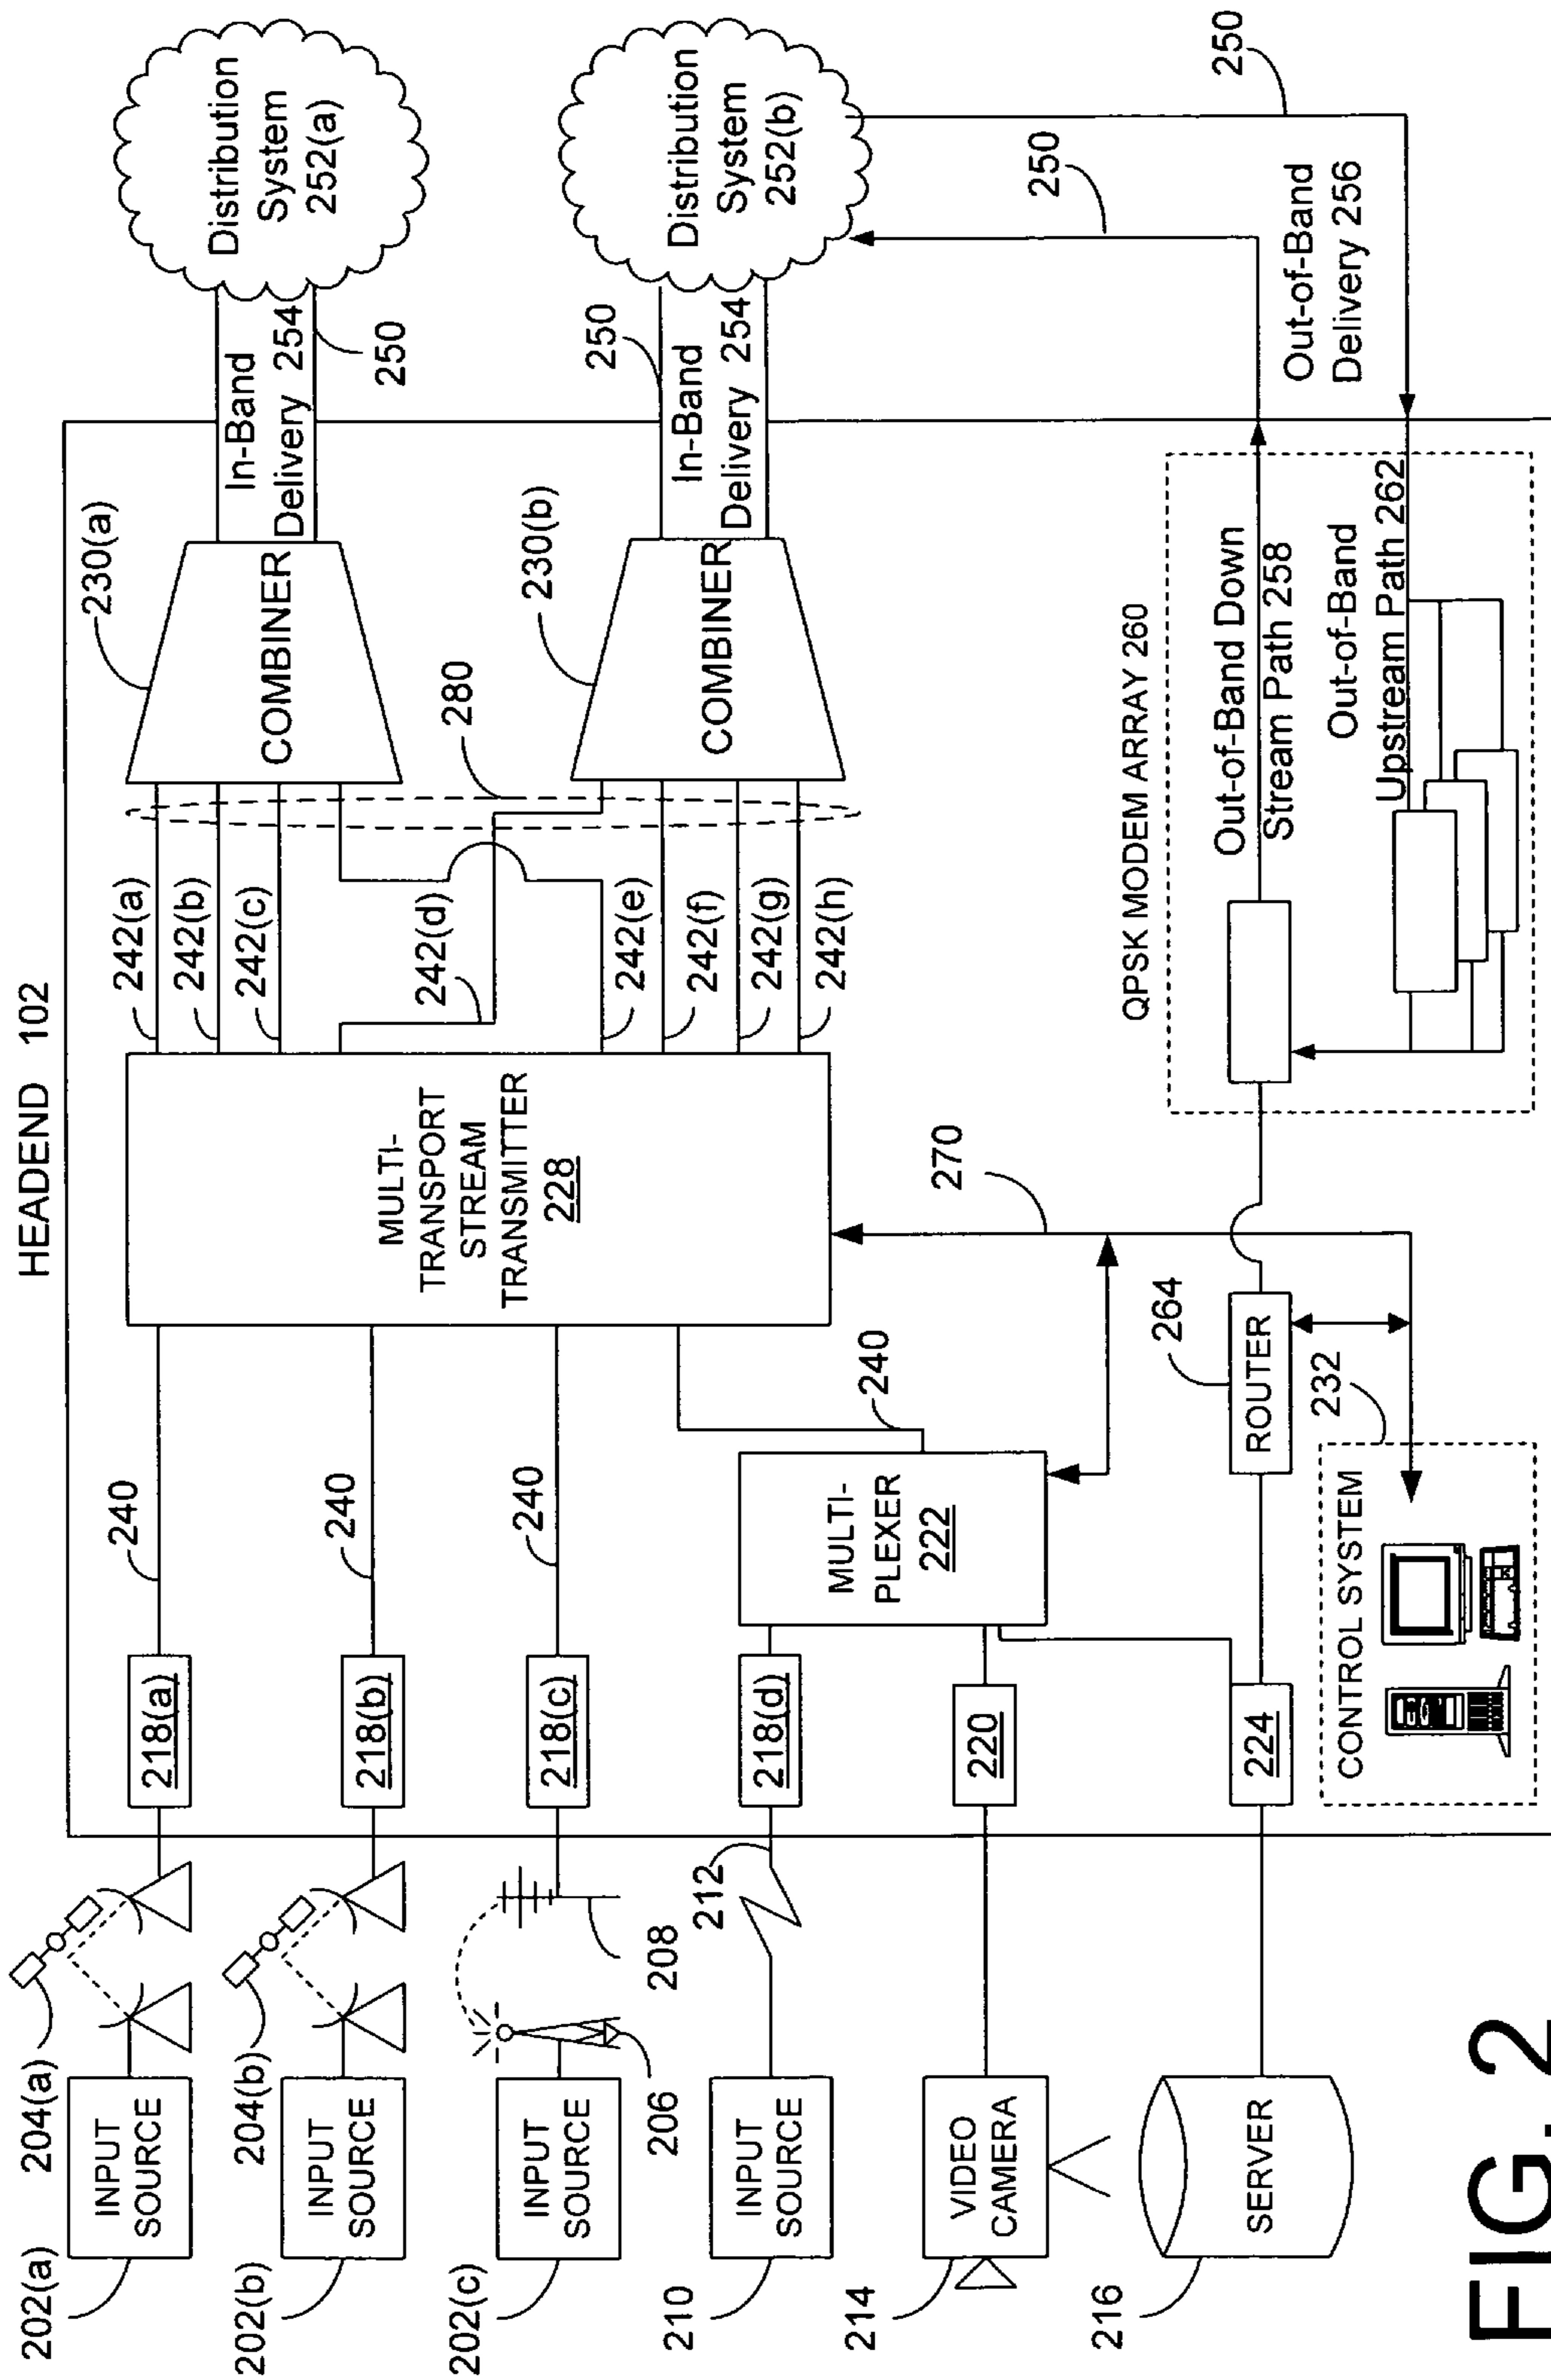 HEADEND 102
202(a)
204(a)
INPUT
SOURCE
218(a)
240
202(b)
204(b)
INPUT
SOURCE
218(b)
240
202(c)
INPUT
SOURCE
206
208
218(c)
240
210
INPUT
SOURCE
212
218(d)
214
VIDEO
CAMERA
220
216
SERVER
224
MULTI-
PLEXER
222
240
MULTI-
TRANSPORT
STREAM
TRANSMITTER
228
242(a)
242(b)
242(c)
242(d)
242(e)
242(f)
242(g)
242(h)
280
230(a)
COMBINER
230(b)
COMBINER
In-Band
Delivery 254
250
Distribution
System
252(a)
250
In-Band
Delivery 254
Distribution
System
252(b)
250
250
Out-of-Band
Delivery 256
270
264
ROUTER
232
CONTROL SYSTEM
QPSK MODEM ARRAY 260
Out-of-Band Down
Stream Path 258
Out-of-Band
Upstream Path 262
FIG. 2